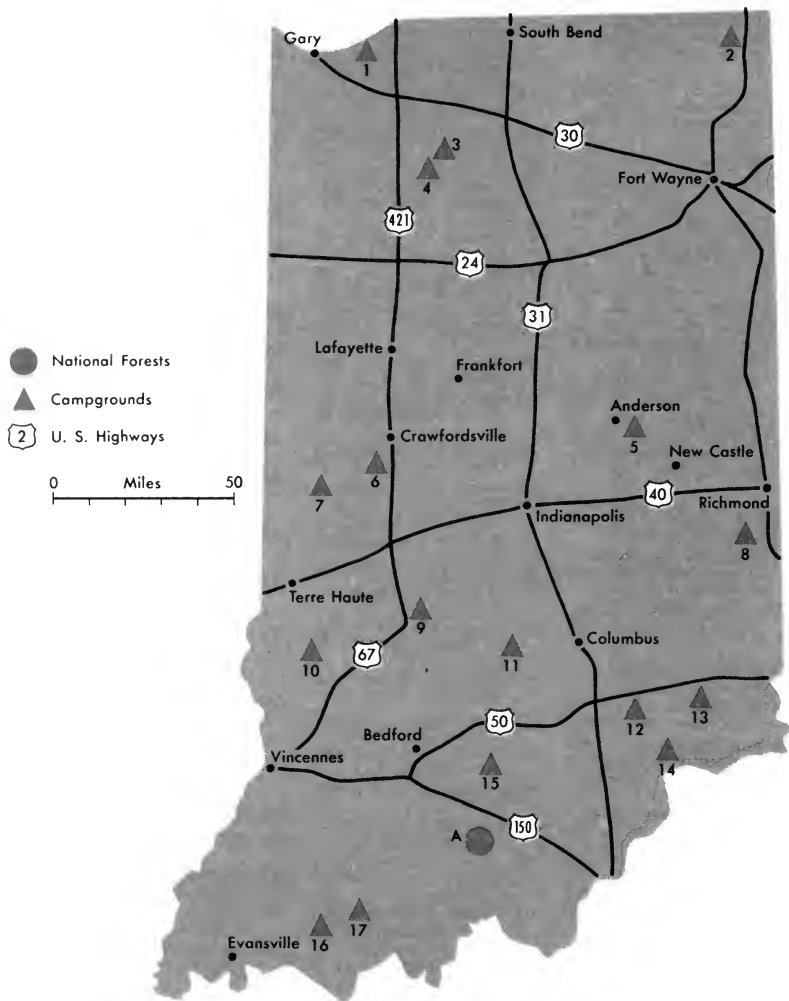 Gary
South Bend
1
2
30
3
4
Fort Wayne
421
24
31
Lafayette
National Forests
Frankfort
Campgrounds
Anderson
2 U. S. Highways
Crawfordsville
5
New Castle
6
Miles
0 50
7
40
Richmond
Indianapolis
8
Terre Haute
9
Columbus
67
10
11
50
12
13
Bedford
Vincennes
14
15
150
A
16
17
Evansville